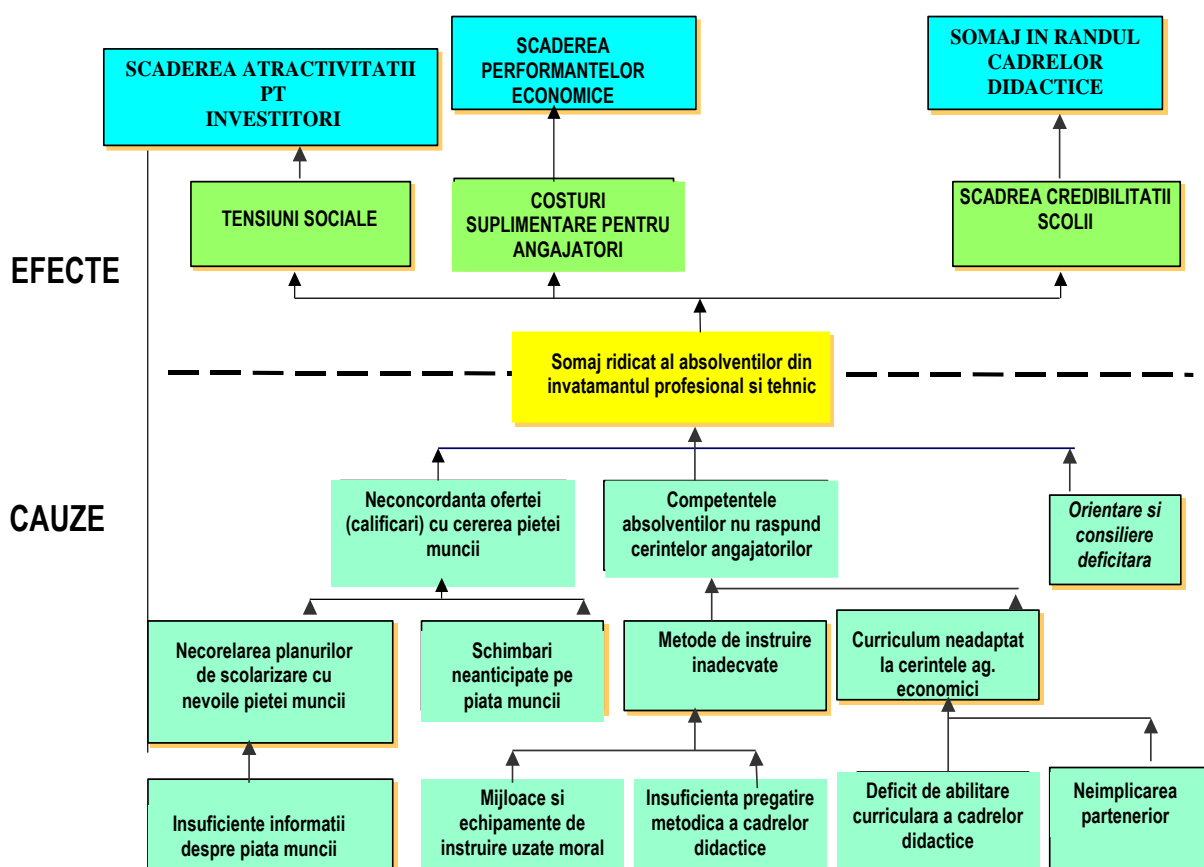 SCADEREA ATRACTIVITATII
PT
INVESTITORI
SCADEREA
PERFORMANTELOR
ECONOMICE
SOMAJ IN RANDUL
CADRELOR
DIDACTICE
TENSIUNI SOCIALE
COSTURI
SUPLIMENTARE PENTRU
ANGAJATORI
SCADREA CREDIBILITATII
SCOLII
EFECTE
Somaj ridicat al absolventilor din
invatamantul profesional si tehnic
CAUZE
Neconcordanta ofertei
(calificari) cu cererea pietei
muncii
Competentele
absolventilor nu raspund
cerintelor angajatorilor
Orientare si
consiliere
deficitara
Necorelarea planurilor
de scolarizare cu
nevoile pietei muncii
Schimbari
neanticipate pe
piata muncii
Metode de instruire
inadecvate
Curriculum neadaptat
la cerintele ag.
economici
Insuficiente informatii
despre piata muncii
Mijloace si
echipamente de
instruire uzate moral
Insuficienta pregatire
metodica a cadrelor
didactice
Deficit de abilitare
curriculara a cadrelor
didactice
Neimplicarea
partenerior